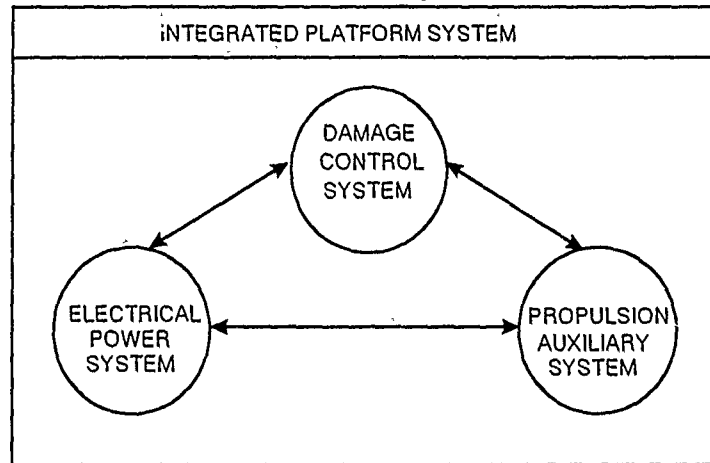 INTEGRATED PLATFORM SYSTEM
DAMAGE
CONTROL
SYSTEM
ELECTRICAL
POWER
SYSTEM
PROPULSION
AUXILIARY
SYSTEM